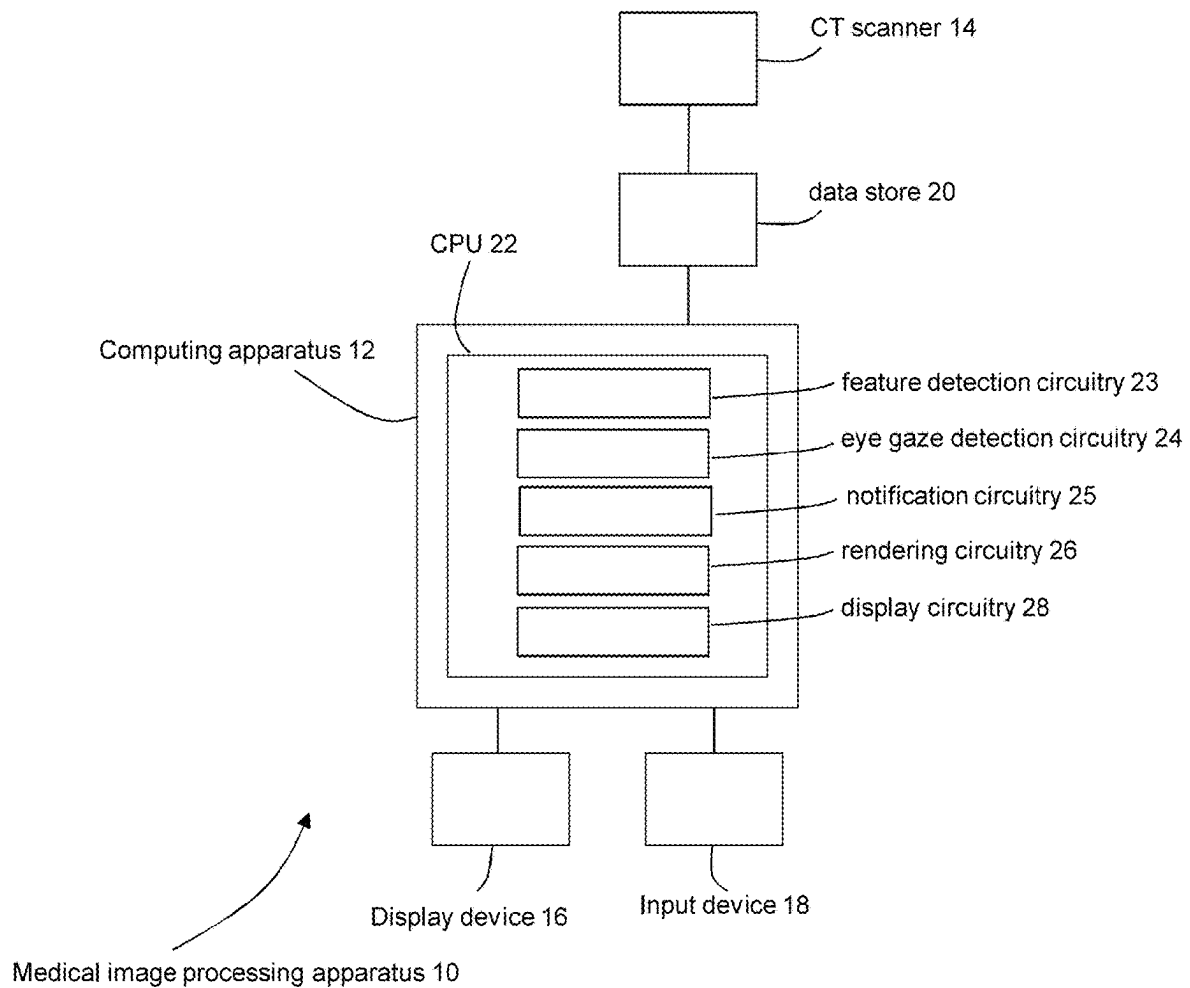 CT scanner 14
data store 20
CPU 22
Computing apparatus 12
feature detection circuitry 23
eye gaze detection circuitry 24
notification circuitry 25
rendering circuitry 26
display circuitry 28
Display device 16
Input device 18
Medical image processing apparatus 10